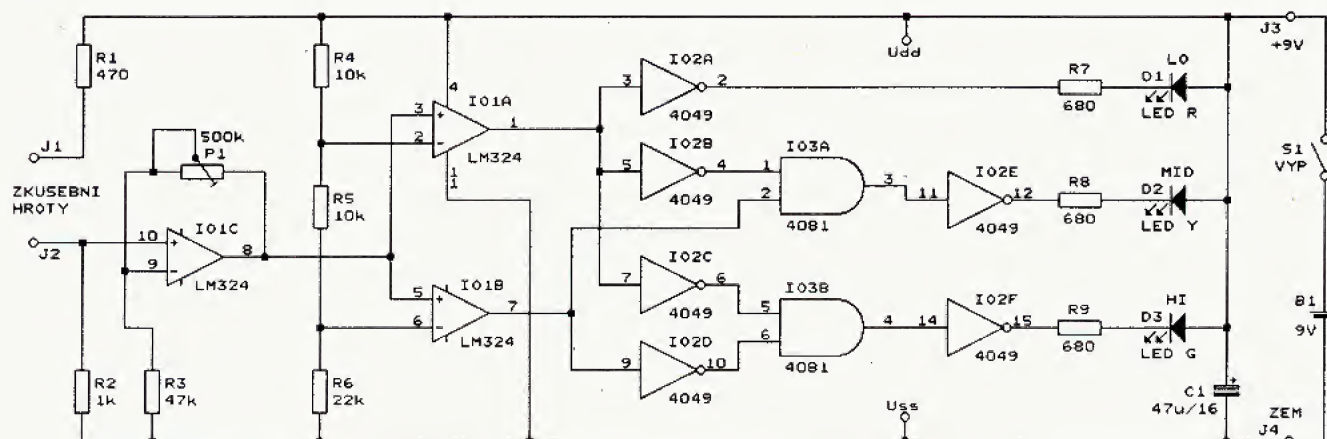 R1
470
J1
ZKUSEBNI
HROTY
J2
500k
P1
10
9
IO1C
8
LM324
R2
1k
R3
47k
R4
10k
R5
10k
R6
22k
4
IO1A
3
2
1
LM324
11
5
6
IO1B
7
LM324
3
IO2A
2
4049
5
IO2B
4
4049
7
IO2C
6
4049
9
IO2D
10
4049
1
2
IO3A
3
4081
5
6
IO3B
4
4081
11
IO2E
12
4049
14
IO2F
15
4049
Udd
Uss
R7
680
D1
LO
LED R
R8
680
D2
MID
LED Y
R9
680
D3
HI
LED G
C1
+
47u/16
J3
+9V
S1
VYP
B1
9V
ZEM
J4